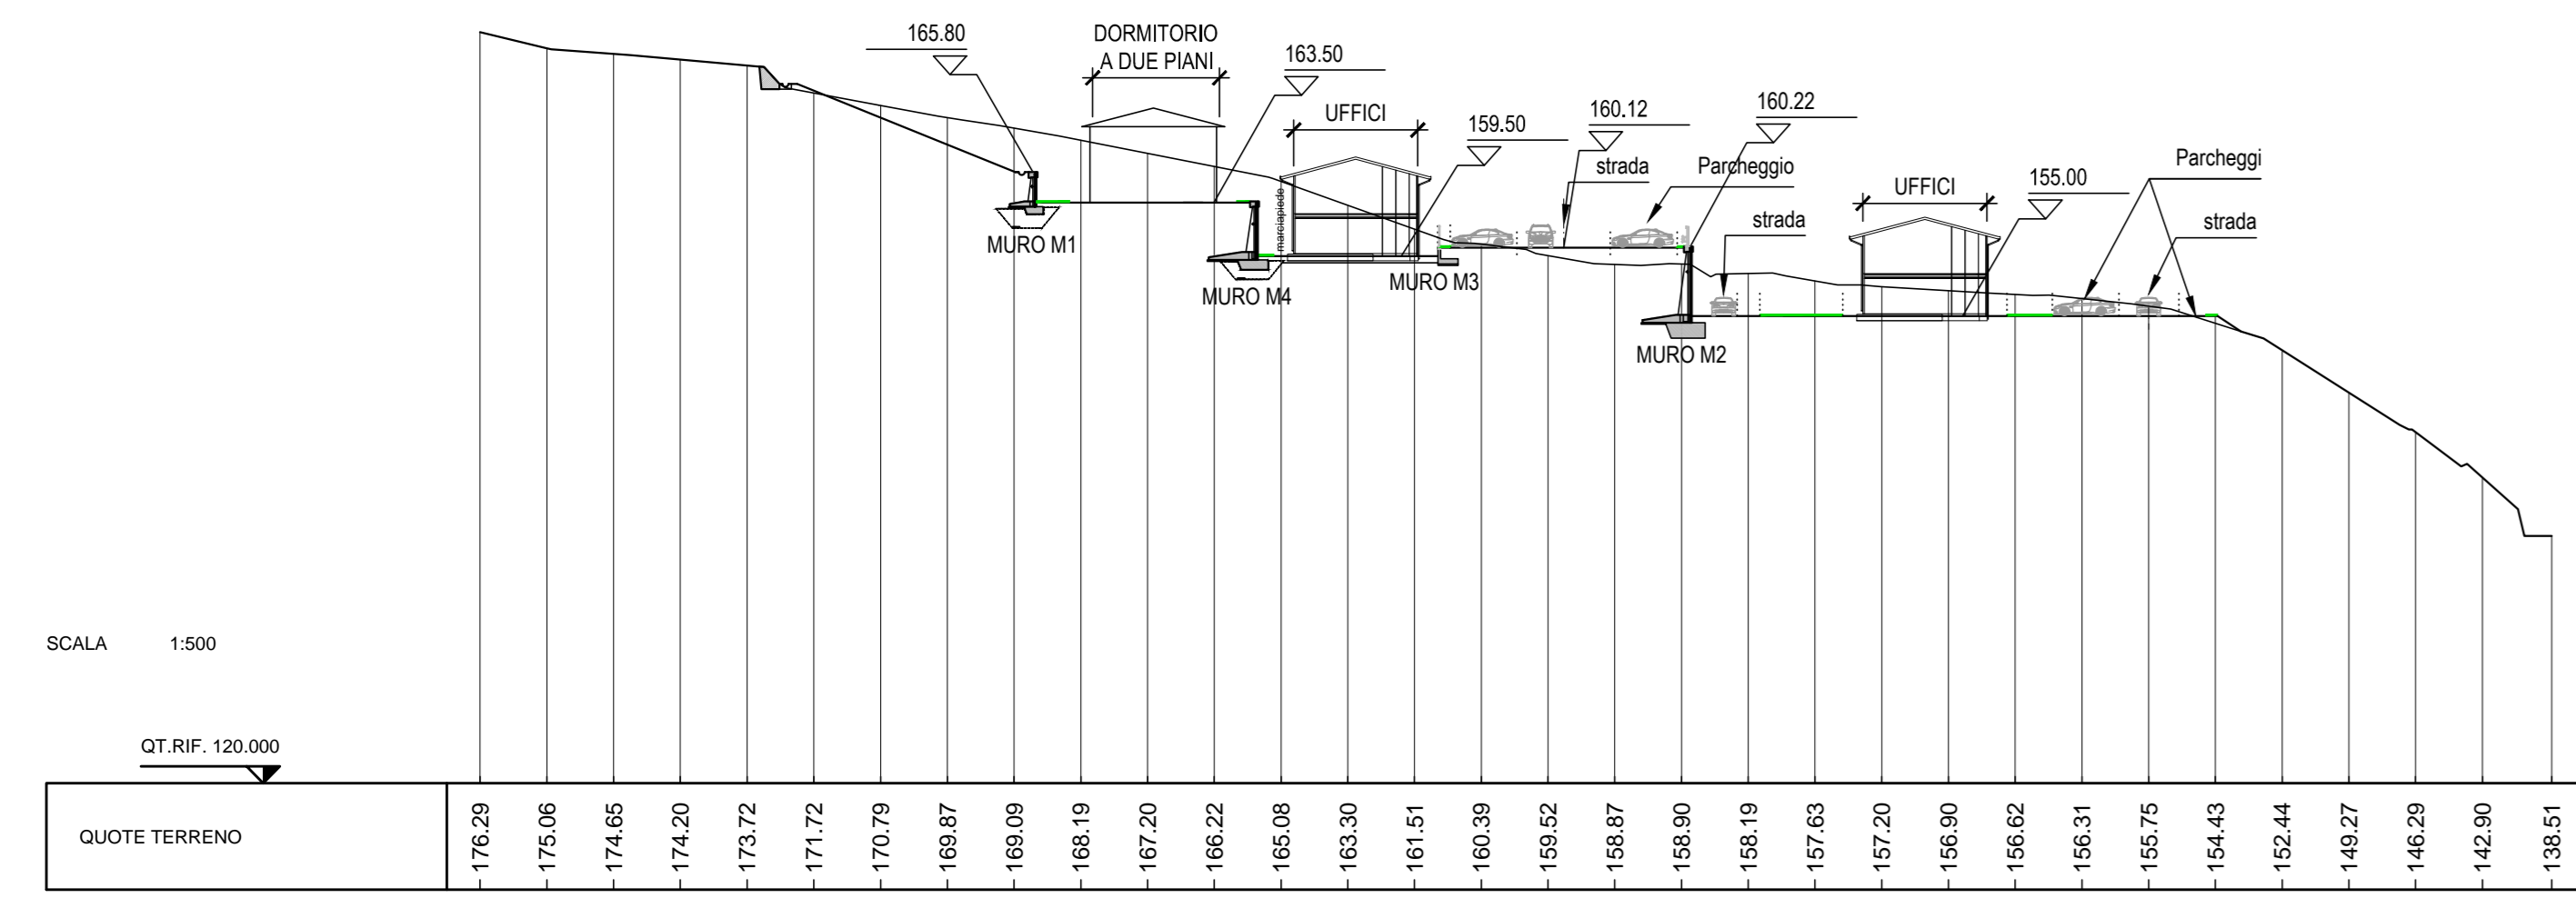 165.80
DORMITORIO
A DUE PIANI
163.50
UFFICI
159.50
160.12
160.22
strada
Parcheggio
Parcheggi
UFFICI
155.00
strada
strada
marciapiede
MURO M1
MURO M4
MURO M3
MURO M2
SCALA 1:500
QT.RIF. 120.000
QUOTE TERRENO
176.29
175.06
174.65
174.20
173.72
171.72
170.79
169.87
169.09
168.19
167.20
166.22
165.08
163.30
161.51
160.39
159.52
158.87
158.90
158.19
157.63
157.20
156.90
156.62
156.31
155.75
154.43
152.44
149.27
146.29
142.90
138.51